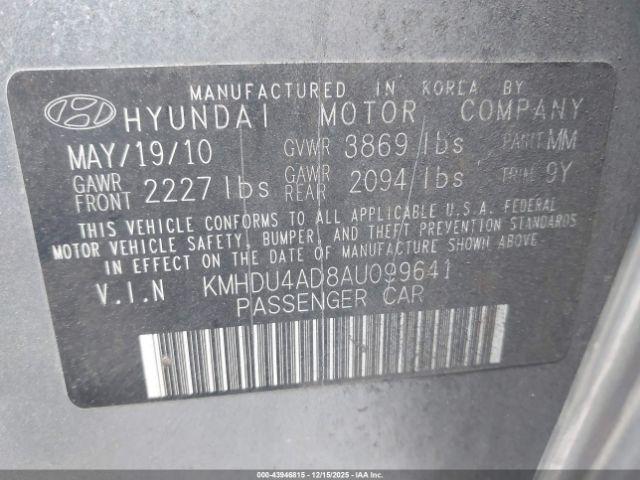 MANUFACTURED IN KOREA BY
HYUNDAI MOTOR COMPANY
MAY/19/10 GVWR 3869 lbs PAINT MM
GAWR FRONT 2227 lbs GAWR REAR 2094 lbs TRIM 9Y
THIS VEHICLE CONFORMS TO ALL APPLICABLE U.S.A. FEDERAL
MOTOR VEHICLE SAFETY, BUMPER, AND THEFT PREVENTION STANDARDS
IN EFFECT ON THE DATE OF MANUFACTURE SHOWN ABOVE
V.I.N KMHDU4AD8AU099641
PASSENGER CAR
000-43946815 - 12/15/2025 - IAAI.COM